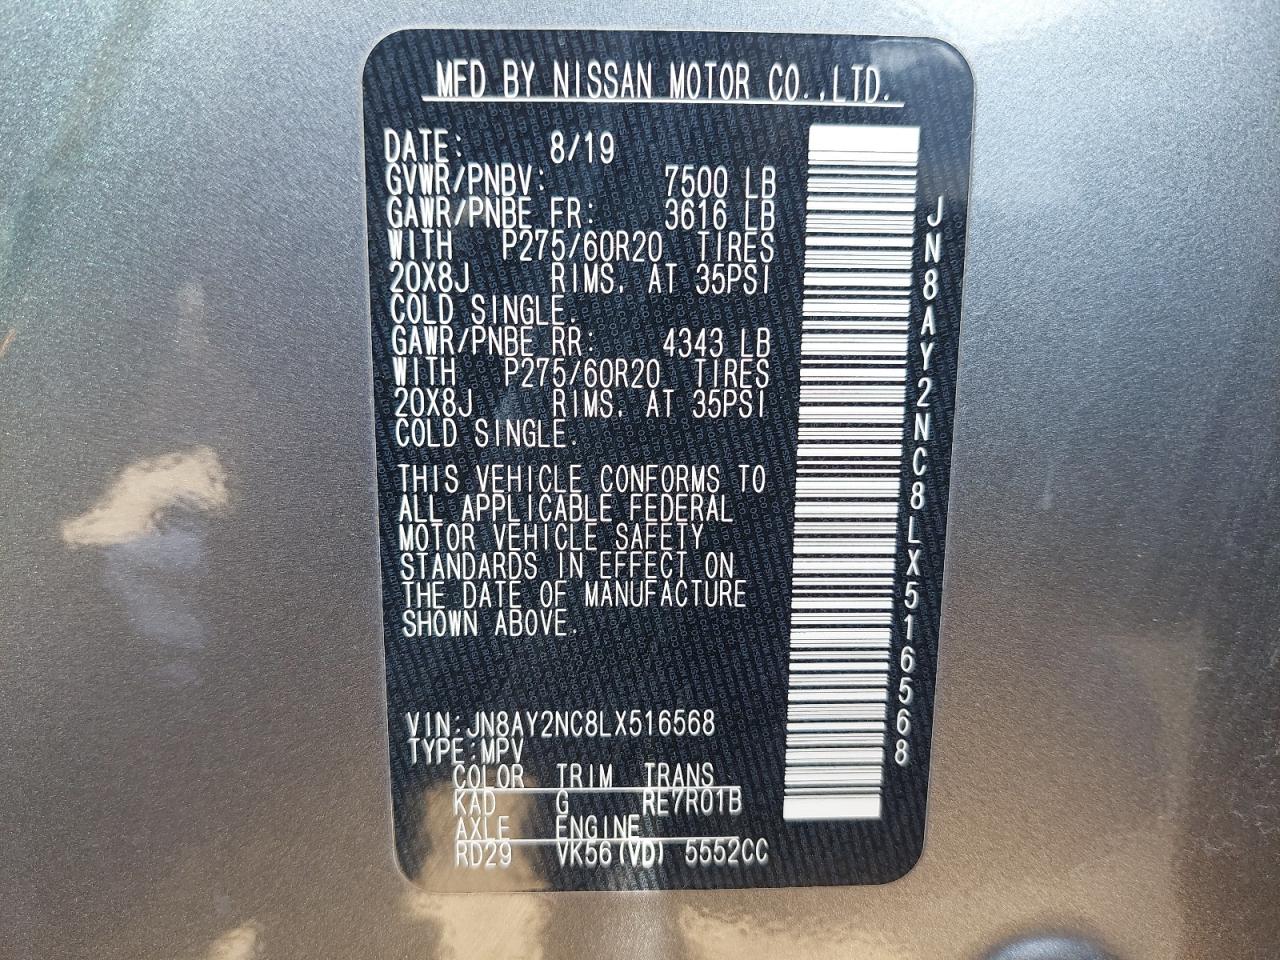 MFD BY NISSAN MOTOR CO.,LTD.
DATE: 8/19
GVWR/PNBV: 7500 LB
GAWR/PNBE FR: 3616 LB
WITH P275/60R20 TIRES
20X8J RIMS. AT 35PSI
COLD SINGLE.
GAWR/PNBE RR: 4343 LB
WITH P275/60R20 TIRES
20X8J RIMS. AT 35PSI
COLD SINGLE.
THIS VEHICLE CONFORMS TO
ALL APPLICABLE FEDERAL
MOTOR VEHICLE SAFETY
STANDARDS IN EFFECT ON
THE DATE OF MANUFACTURE
SHOWN ABOVE.
VIN:JN8AY2NC8LX516568
TYPE:MPV
COLOR TRIM TRANS
KAD G RE7R01B
AXLE ENGINE
RD29 VK56(VD) 5552CC
JN8AY2NC8LX516568